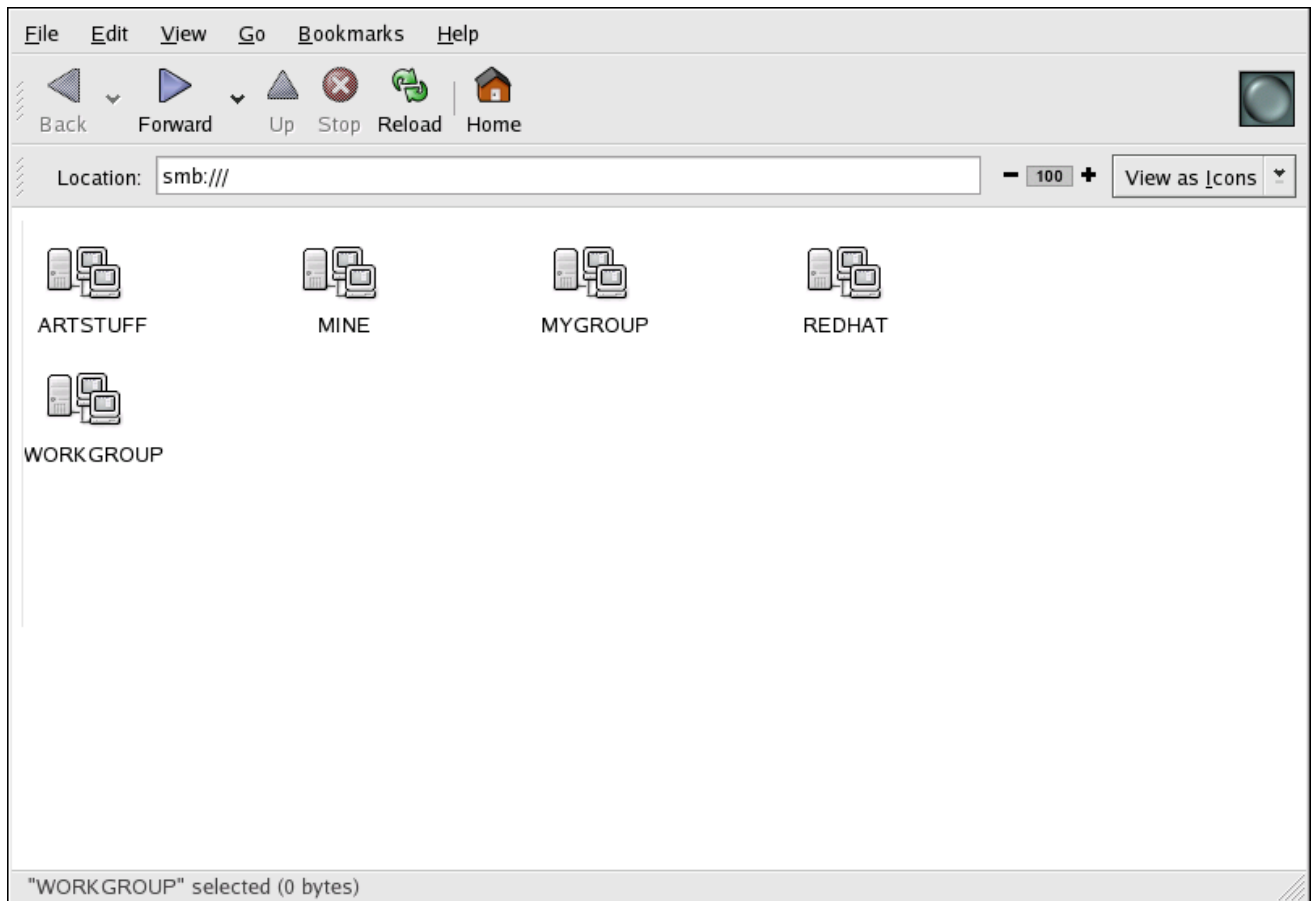 File Edit View Go Bookmarks Help
Back Forward Up Stop Reload Home
Location: smb:/// 100 View as Icons
ARTSTUFF MINE MYGROUP REDHAT
WORKGROUP
"WORKGROUP" selected (0 bytes)